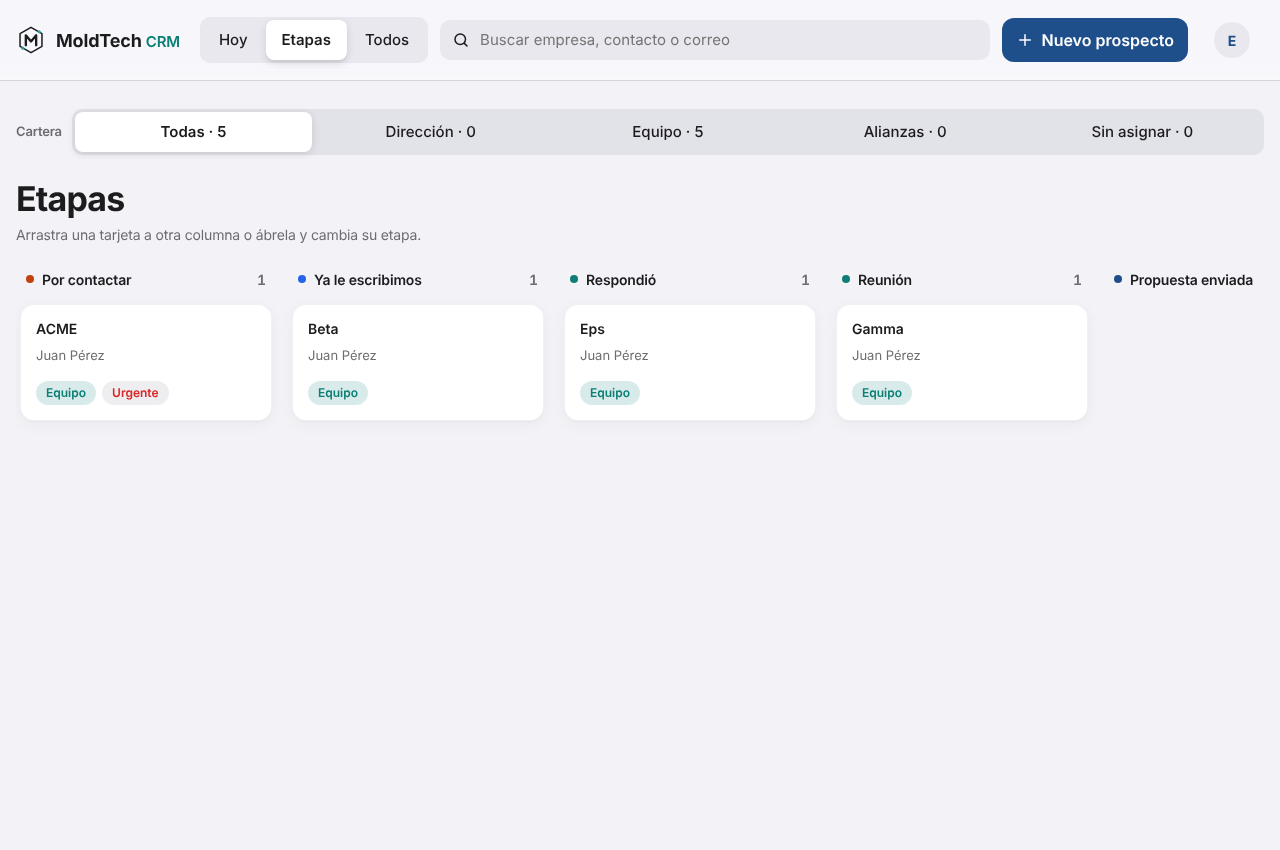 MoldTech CRM Hoy Etapas Todos Buscar empresa, contacto o correo + Nuevo prospecto E
Cartera Todas · 5 Dirección · 0 Equipo · 5 Alianzas · 0 Sin asignar · 0
Etapas
Arrastra una tarjeta a otra columna o ábrela y cambia su etapa.
Por contactar 1 Ya le escribimos 1 Respondió 1 Reunión 1 Propuesta enviada
ACME Beta Eps Gamma
Juan Pérez Juan Pérez Juan Pérez Juan Pérez
Equipo Urgente Equipo Equipo Equipo